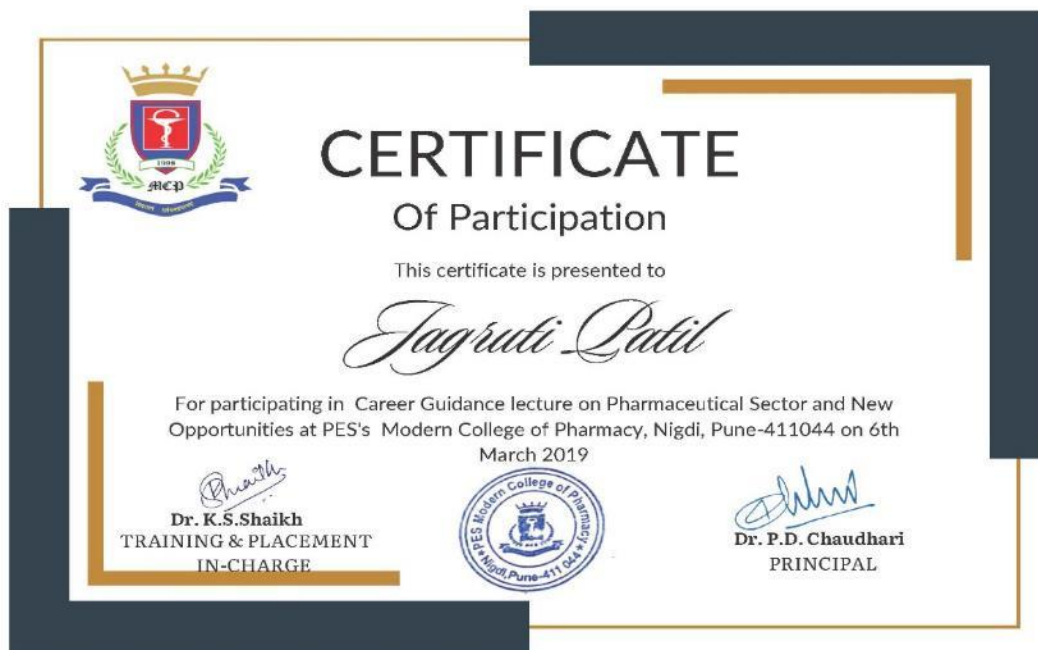 1998
MCP
CERTIFICATE
Of Participation
This certificate is presented to
Jagruti Patil
For participating in Career Guidance lecture on Pharmaceutical Sector and New
Opportunities at PES's Modern College of Pharmacy, Nigdi, Pune-411044 on 6th
March 2019
Dr. K.S.Shaikh
TRAINING & PLACEMENT
IN-CHARGE
PES Modern College of Pharmacy
Nigdi, Pune-411 044
Dr. P.D. Chaudhari
PRINCIPAL